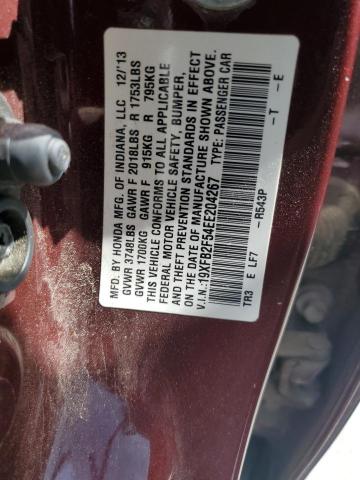 MFD. BY HONDA MFG. OF INDIANA, LLC 12/'13
GVWR 3748LBS GAWR F 2018LBS - R 1753LBS
GVWR 1700KG GAWR F 915KG R 795KG
THIS VEHICLE CONFORMS TO ALL APPLICABLE
FEDERAL MOTOR VEHICLE SAFETY, BUMPER,
AND THEFT PREVENTION STANDARDS IN EFFECT
ON THE DATE OF MANUFACTURE SHOWN ABOVE.
V.I.N.:19XFB2F54EE204267 TYPE: PASSENGER CAR
-R543P -T -E
TR3 E LF7